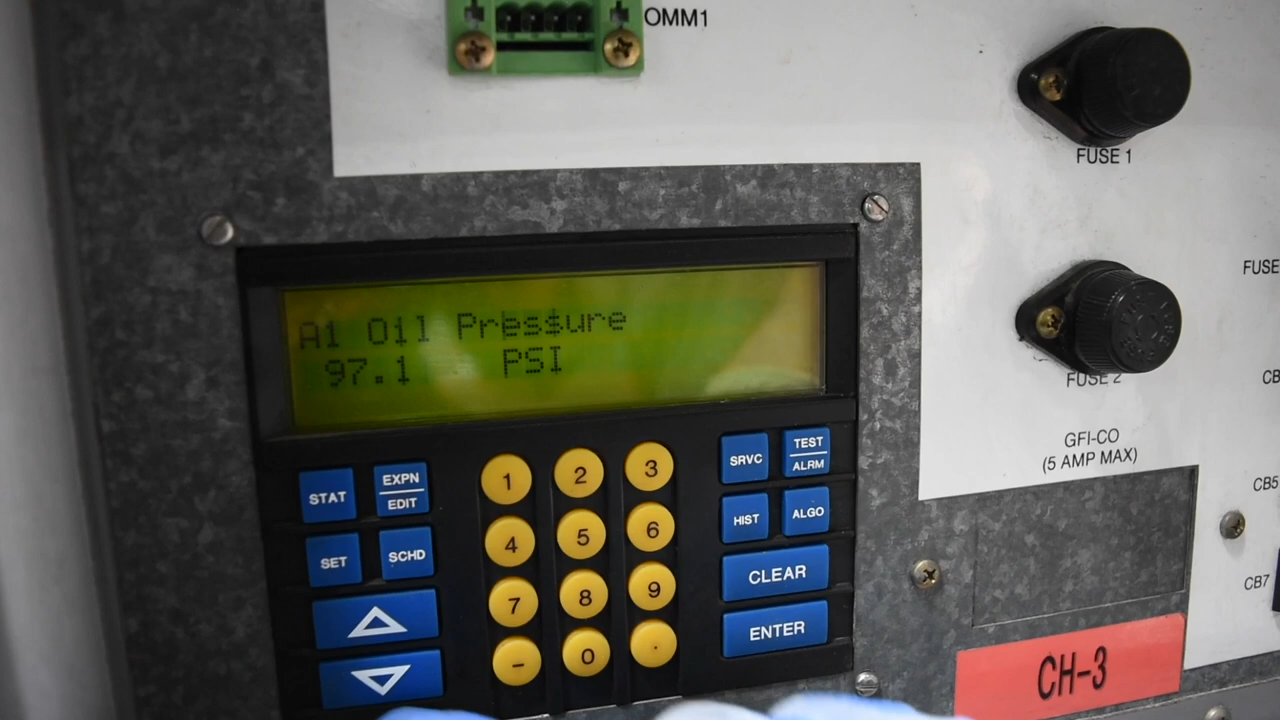 OMM1
FUSE 1
FUSE
A1 Oil Pressure
97.1 PSI
FUSE 2
CB
GFI-CO
(5 AMP MAX)
CB5
CB7
STAT
EXPN
EDIT
1
2
3
SRVC
TEST
ALRM
SET
SCHD
4
5
6
HIST
ALGO
7
8
9
CLEAR
-
0
.
ENTER
CH-3